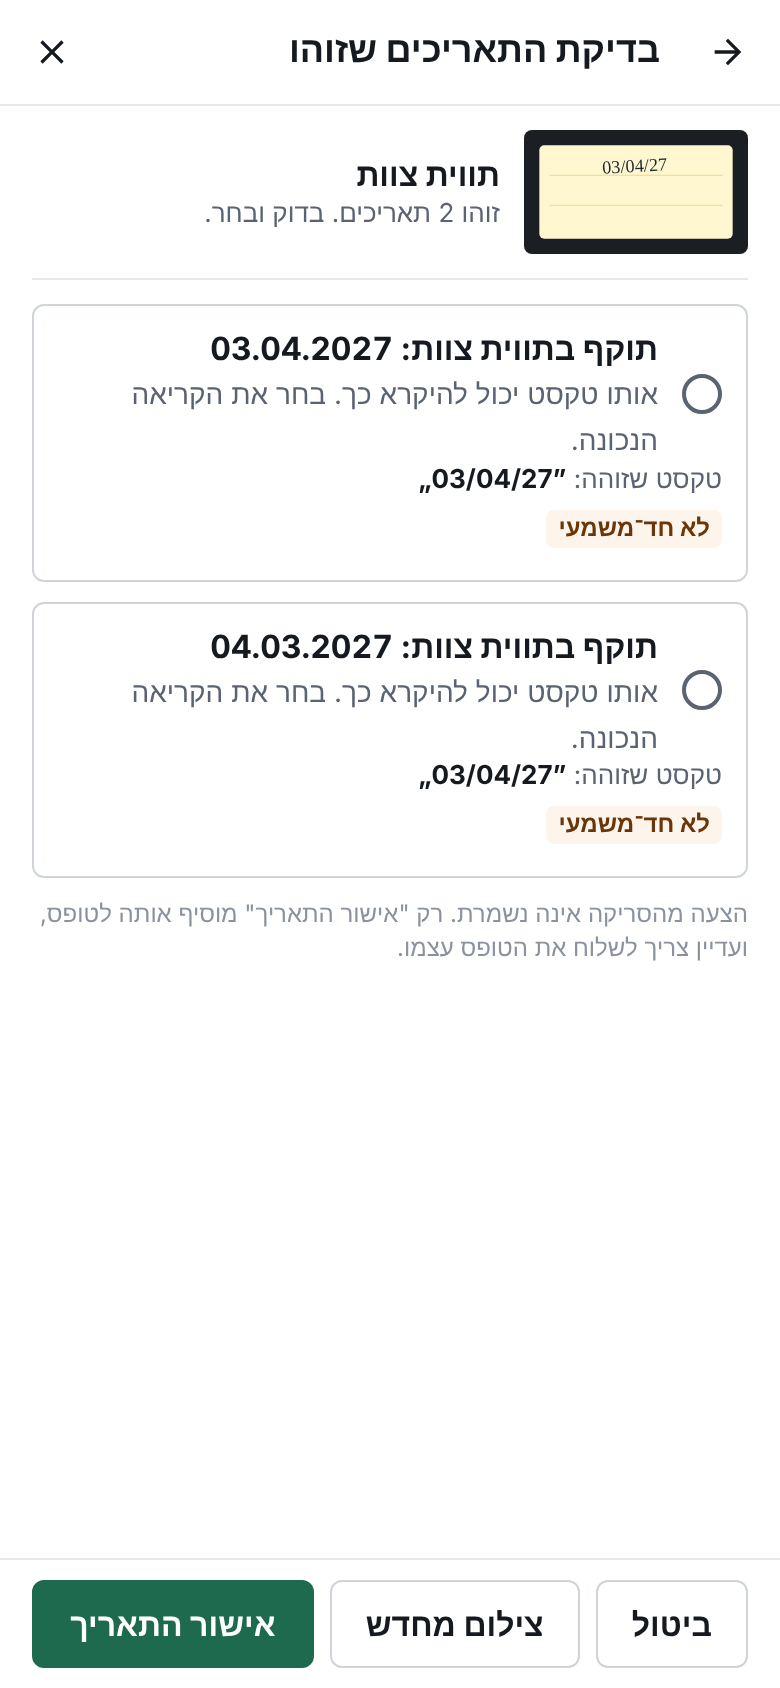 בדיקת התאריכים שזוהו
03/04/27
תווית צוות
זוהו 2 תאריכים. בדוק ובחר.
תוקף בתווית צוות: 03.04.2027
אותו טקסט יכול להיקרא כך. בחר את הקריאה
הנכונה.
טקסט שזוהה: ”03/04/27„
לא חד־משמעי
תוקף בתווית צוות: 04.03.2027
אותו טקסט יכול להיקרא כך. בחר את הקריאה
הנכונה.
טקסט שזוהה: ”03/04/27„
לא חד־משמעי
הצעה מהסריקה אינה נשמרת. רק "אישור התאריך" מוסיף אותה לטופס,
ועדיין צריך לשלוח את הטופס עצמו.
ביטול
צילום מחדש
אישור התאריך